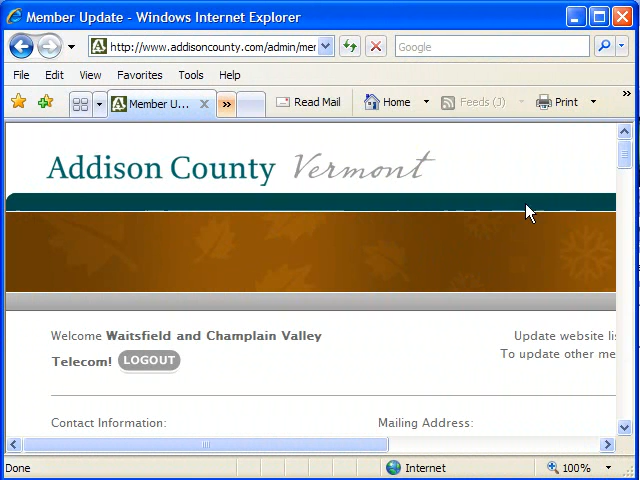 Member Update - Windows Internet Explorer
http://www.addisoncounty.com/admin/mer
Google
File Edit View Favorites Tools Help
Member U... Read Mail Home Feeds (J) Print
Addison County Vermont
Welcome Waitsfield and Champlain Valley
Telecom! LOGOUT
Update website lis
To update other me
Contact Information: Mailing Address:
Done Internet 100%